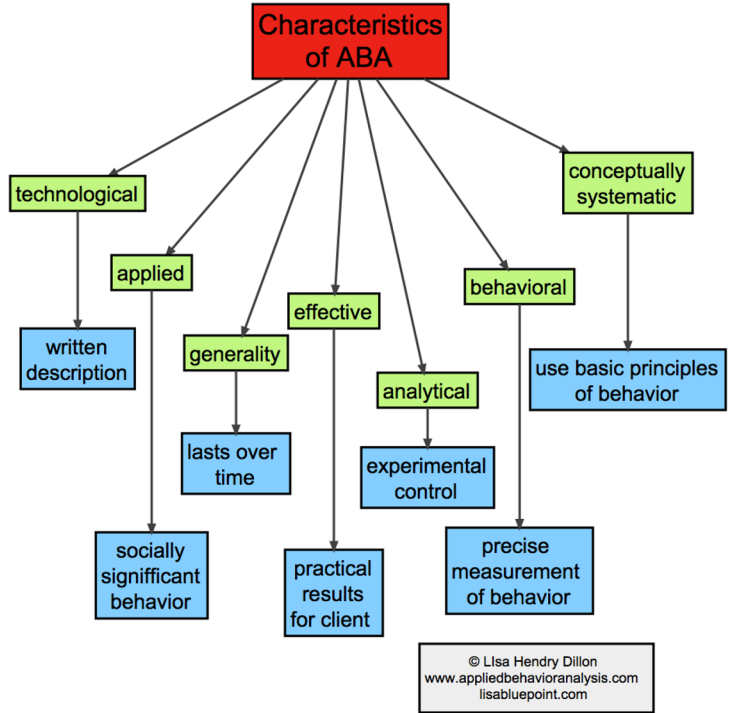 Characteristics
of ABA
technological
applied
generality
effective
analytical
behavioral
conceptually
systematic
written
description
socially
signifficant
behavior
lasts over
time
practical
results
for client
experimental
control
precise
measurement
of behavior
use basic principles
of behavior
© LIsa Hendry Dillon
www.appliedbehavioranalysis.com
lisabluepoint.com